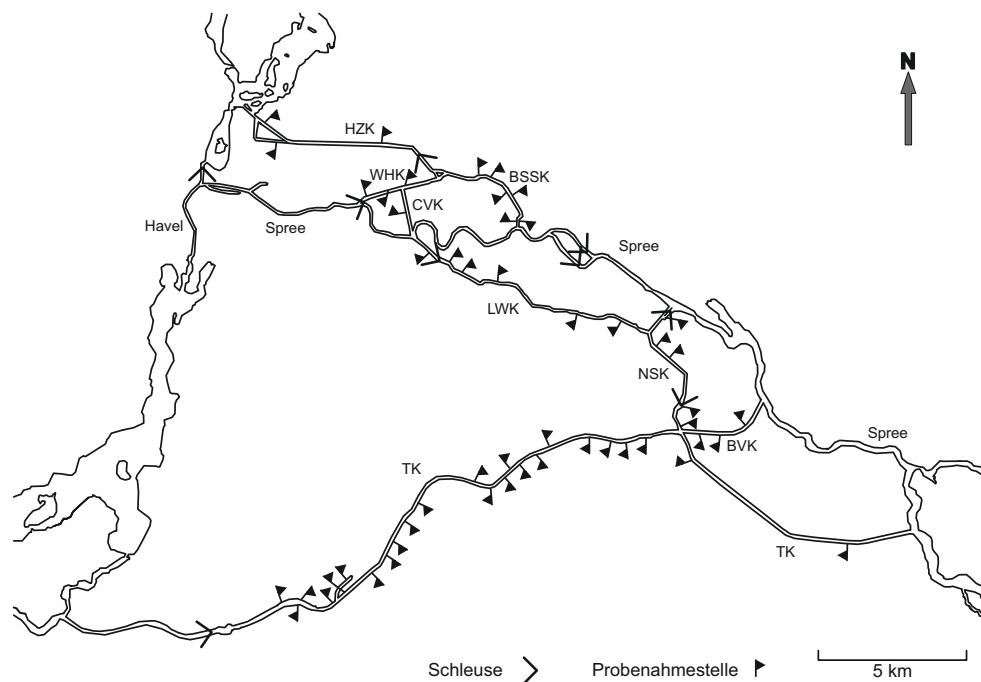 N
HZK
WHK
BSSK
CVK
Havel
Spree
Spree
LWK
NSK
Spree
BVK
TK
TK
Schleuse
Probenahmestelle
5 km